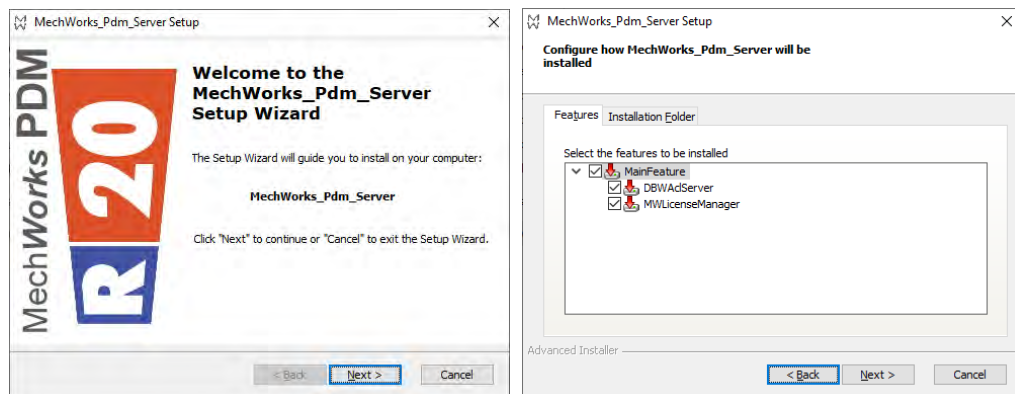 MechWorks_Pdm_Server Setup
MechWorks PDM
R20
Welcome to the
MechWorks_Pdm_Server
Setup Wizard
The Setup Wizard will guide you to install on your computer:
MechWorks_Pdm_Server
Click "Next" to continue or "Cancel" to exit the Setup Wizard.
< Back
Next >
Cancel
MechWorks_Pdm_Server Setup
Configure how MechWorks_Pdm_Server will be
installed
Features
Installation Folder
Select the features to be installed
MainFeature
DBWAclServer
MWLicenseManager
Advanced Installer
< Back
Next >
Cancel